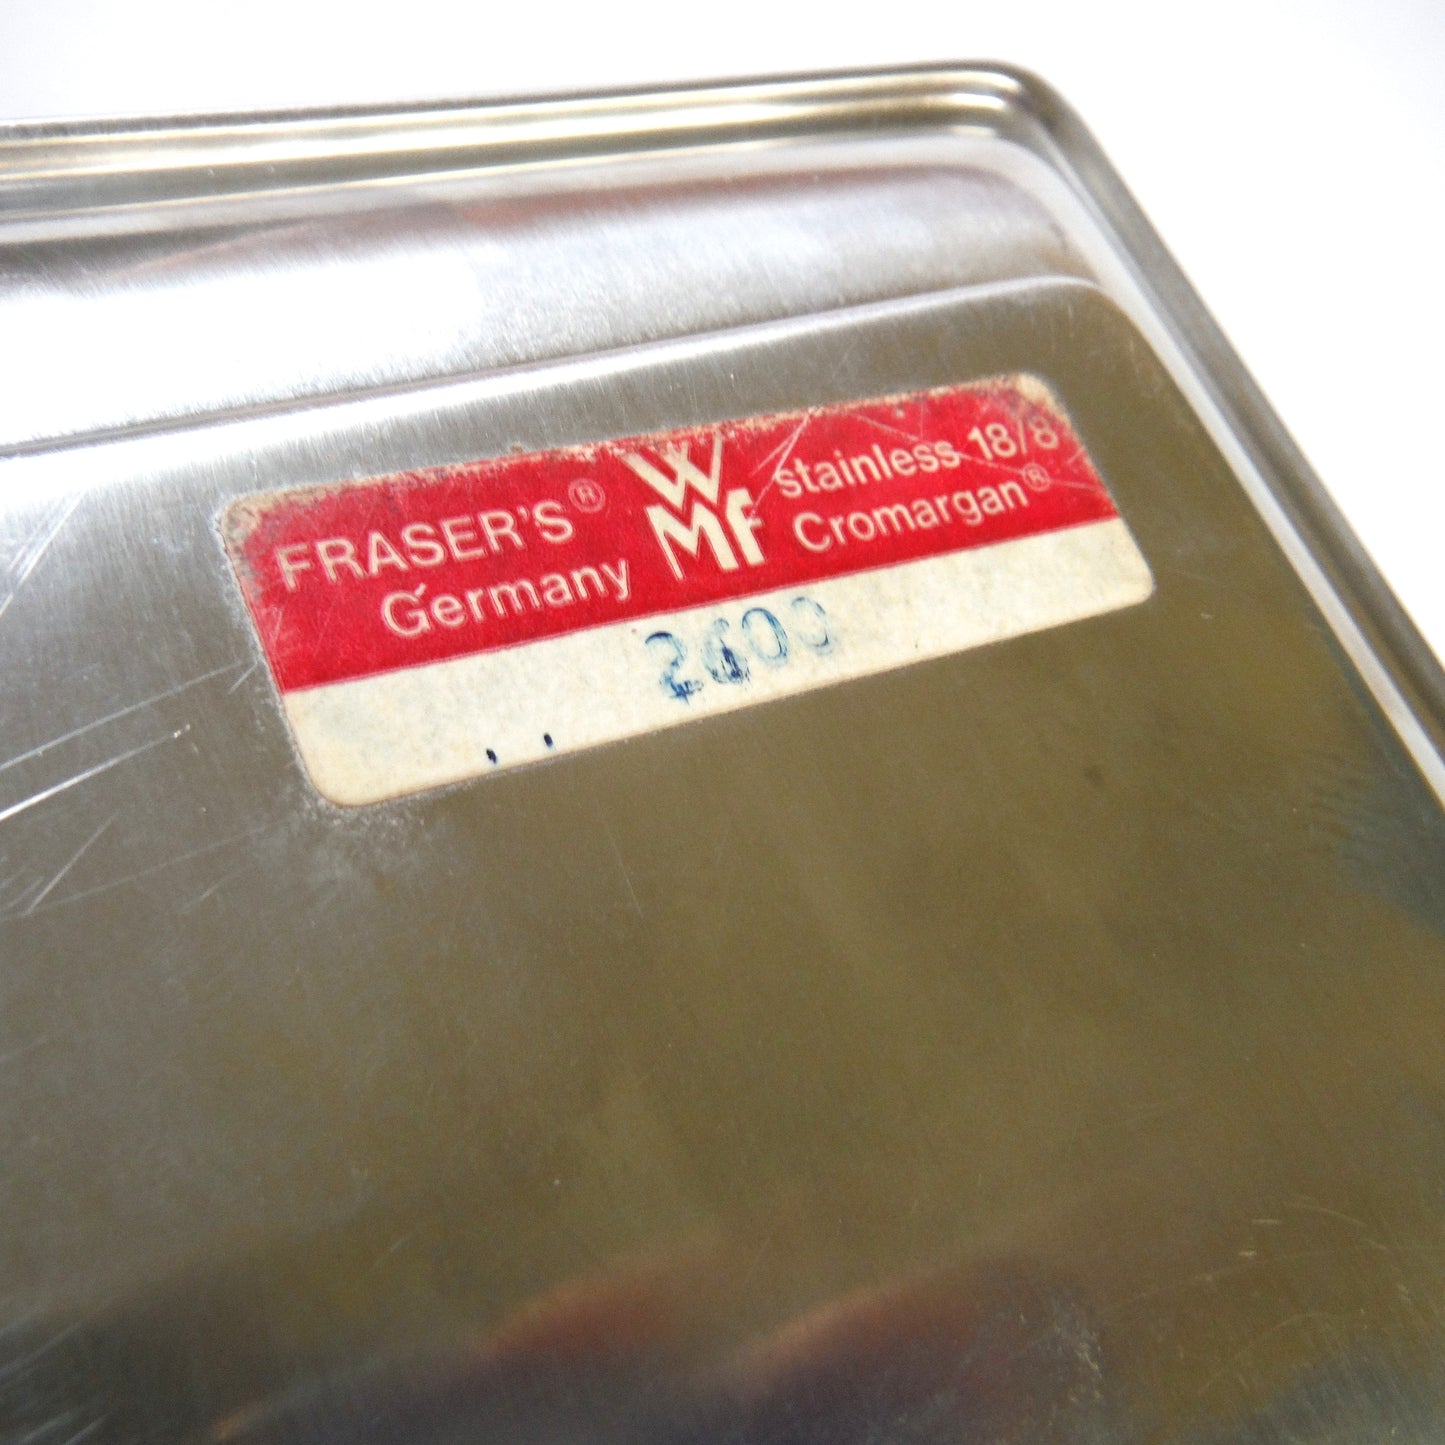 FRASER'S® WMF stainless 18/8
Germany Cromargan®
2600